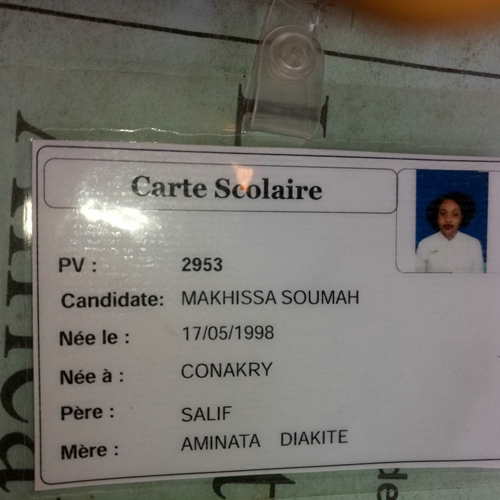 Carte Scolaire
PV : 2953
Candidate: MAKHISSA SOUMAH
Née le : 17/05/1998
Née à : CONAKRY
Père : SALIF
Mère : AMINATA DIAKITE